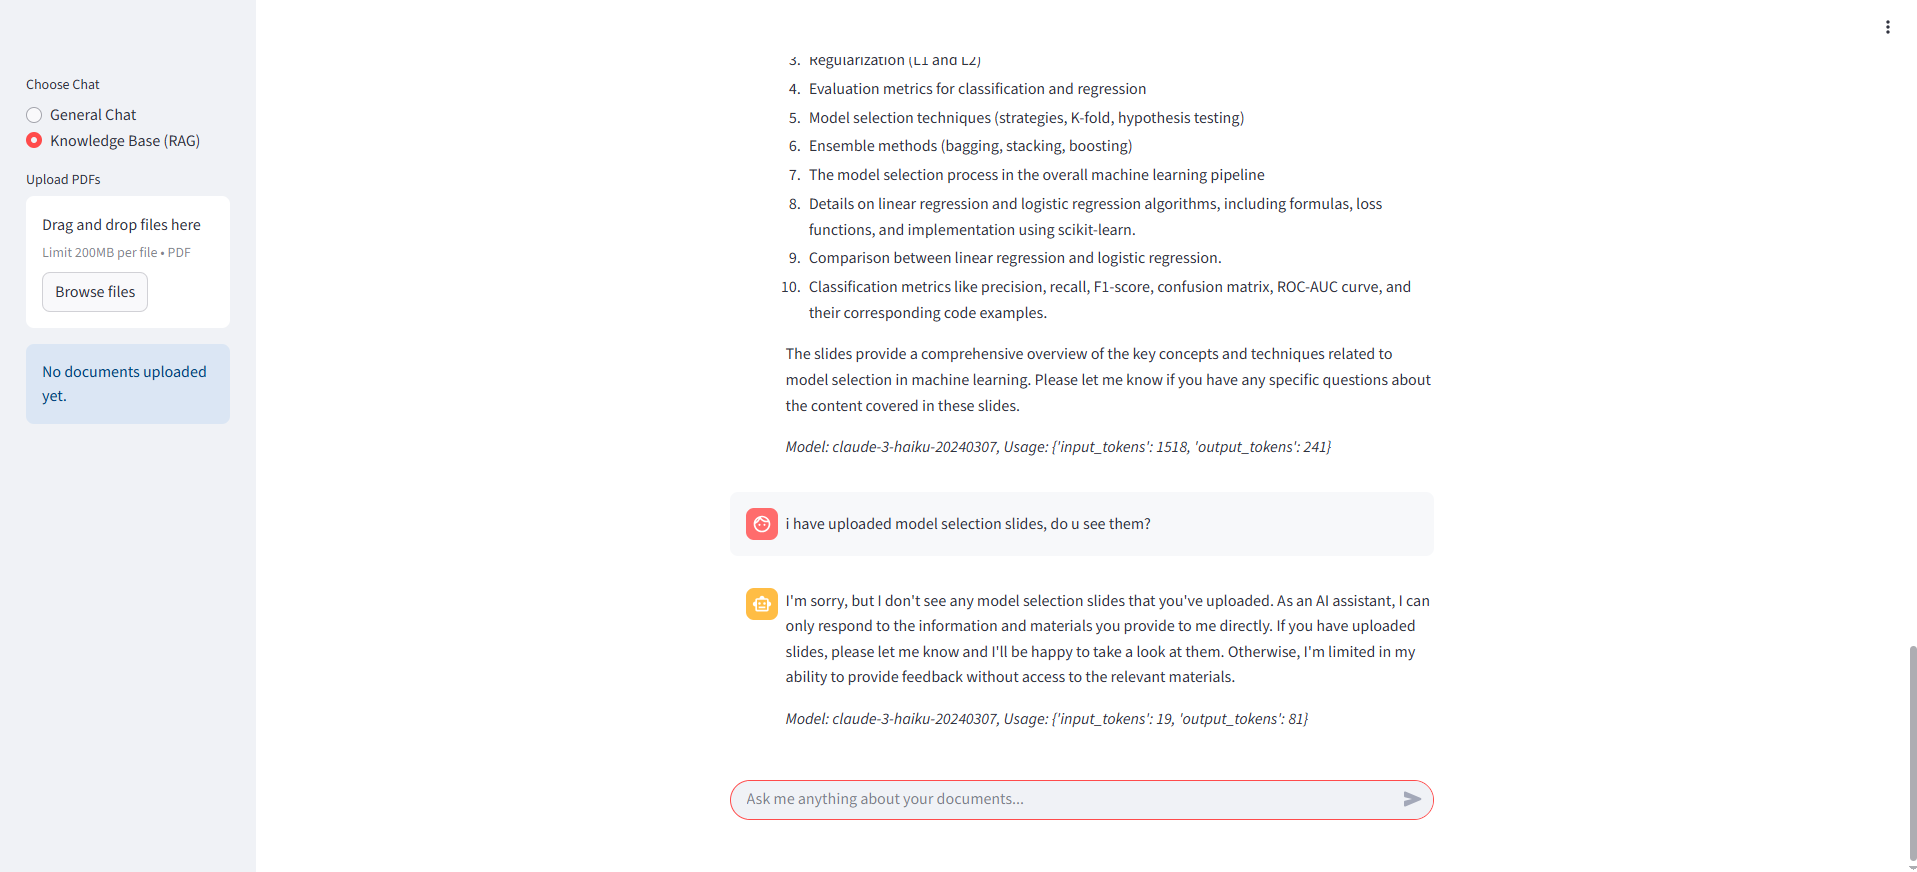 Choose Chat
General Chat
Knowledge Base (RAG)
Upload PDFs
Drag and drop files here
Limit 200MB per file • PDF
Browse files
No documents uploaded
yet.
3. Regularization (L1 and L2)
4. Evaluation metrics for classification and regression
5. Model selection techniques (strategies, K-fold, hypothesis testing)
6. Ensemble methods (bagging, stacking, boosting)
7. The model selection process in the overall machine learning pipeline
8. Details on linear regression and logistic regression algorithms, including formulas, loss
functions, and implementation using scikit-learn.
9. Comparison between linear regression and logistic regression.
10. Classification metrics like precision, recall, F1-score, confusion matrix, ROC-AUC curve, and
their corresponding code examples.
The slides provide a comprehensive overview of the key concepts and techniques related to
model selection in machine learning. Please let me know if you have any specific questions about
the content covered in these slides.
Model: claude-3-haiku-20240307, Usage: {'input_tokens': 1518, 'output_tokens': 241}
i have uploaded model selection slides, do u see them?
I'm sorry, but I don't see any model selection slides that you've uploaded. As an AI assistant, I can
only respond to the information and materials you provide to me directly. If you have uploaded
slides, please let me know and I'll be happy to take a look at them. Otherwise, I'm limited in my
ability to provide feedback without access to the relevant materials.
Model: claude-3-haiku-20240307, Usage: {'input_tokens': 19, 'output_tokens': 81}
Ask me anything about your documents...